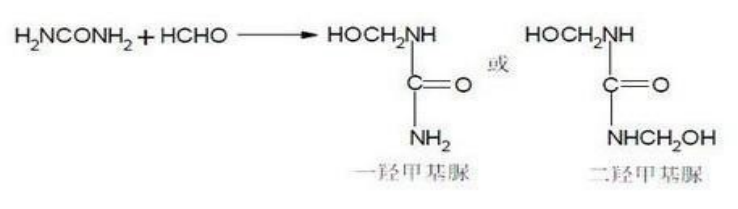 H₂NCONH₂ + HCHO → HOCH₂NH 或 HOCH₂NH
C=O C=O
NH₂ NHCH₂OH
一羟甲基脲 二羟甲基脲